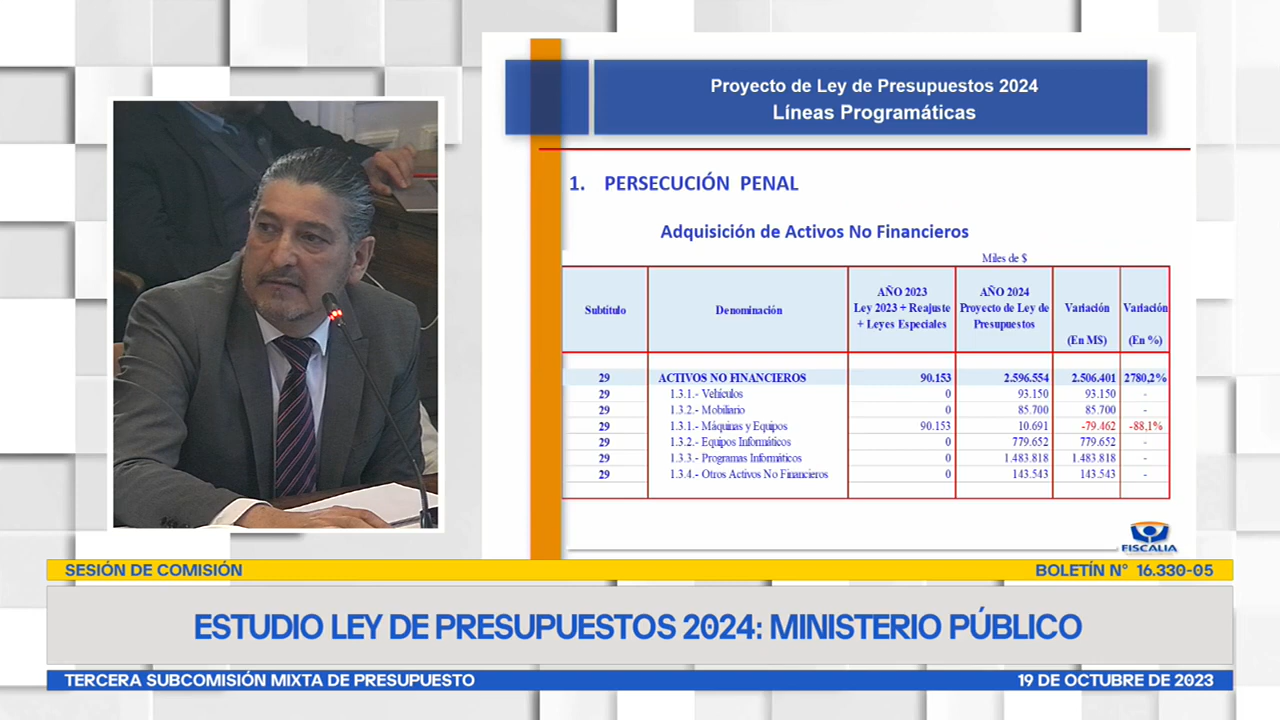 Proyecto de Ley de Presupuestos 2024
Líneas Programáticas
1. PERSECUCIÓN PENAL
Adquisición de Activos No Financieros
Miles de $
Subtítulo Denominación AÑO 2023 Ley 2023 + Reajuste + Leyes Especiales AÑO 2024 Proyecto de Ley de Presupuestos Variación (En M$) Variación (En %)
29 ACTIVOS NO FINANCIEROS 90.153 2.596.554 2.506.401 2780,2%
29 1.3.1.- Vehículos 0 93.150 93.150 -
29 1.3.2.- Mobiliario 0 85.700 85.700 -
29 1.3.1.- Máquinas y Equipos 90.153 10.691 -79.462 -88,1%
29 1.3.2.- Equipos Informáticos 0 779.652 779.652 -
29 1.3.3.- Programas Informáticos 0 1.483.818 1.483.818 -
29 1.3.4.- Otros Activos No Financieros 0 143.543 143.543 -
FISCALIA
SESIÓN DE COMISIÓN BOLETÍN N° 16.330-05
ESTUDIO LEY DE PRESUPUESTOS 2024: MINISTERIO PÚBLICO
TERCERA SUBCOMISIÓN MIXTA DE PRESUPUESTO 19 DE OCTUBRE DE 2023